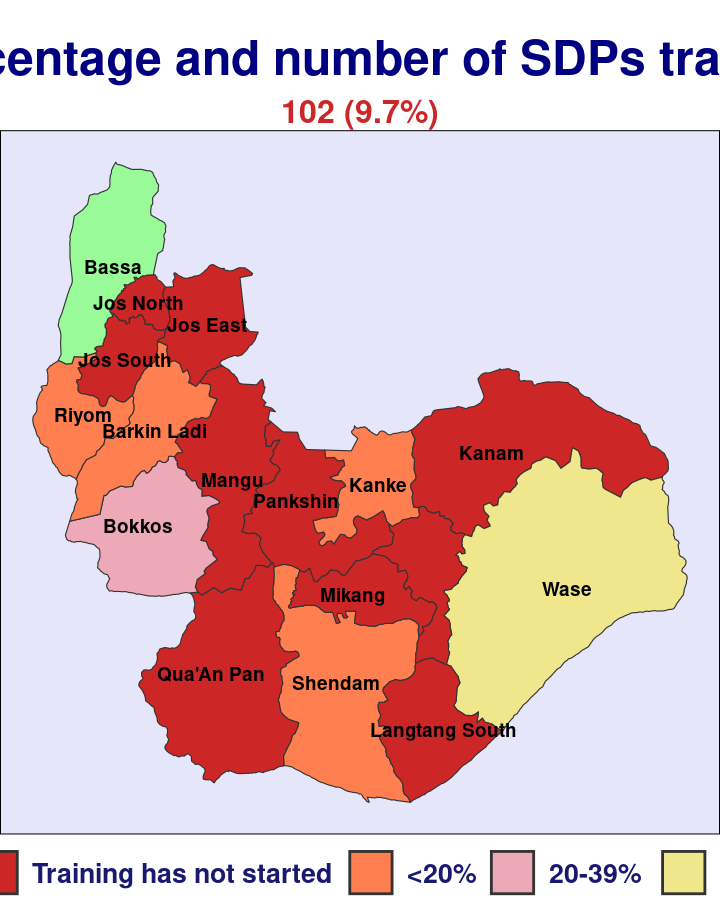 centage and number of SDPs tra
102 (9.7%)
Bassa
Jos North
Jos East
Jos South
Riyom
Barkin Ladi
Kanam
Mangu
Kanke
Pankshin
Bokkos
Wase
Mikang
Qua'An Pan
Shendam
Langtang South
Training has not started <20% 20-39%